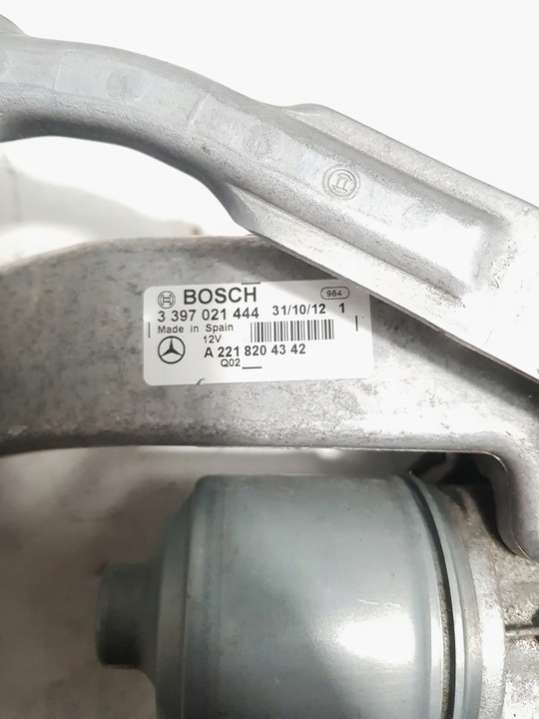 BOSCH 984
3 397 021 444 31/10/12 1
Made in Spain
12V
A 221 820 43 42
Q02